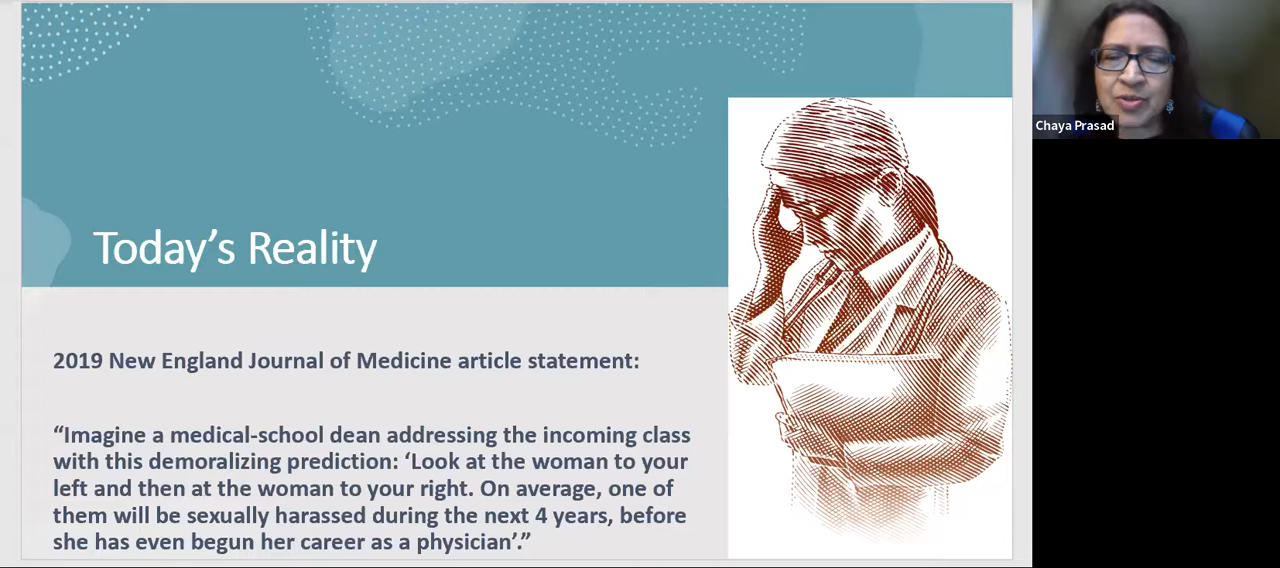 Today’s Reality
2019 New England Journal of Medicine article statement:
“Imagine a medical-school dean addressing the incoming class
with this demoralizing prediction: ‘Look at the woman to your
left and then at the woman to your right. On average, one of
them will be sexually harassed during the next 4 years, before
she has even begun her career as a physician’.”
Chaya Prasad